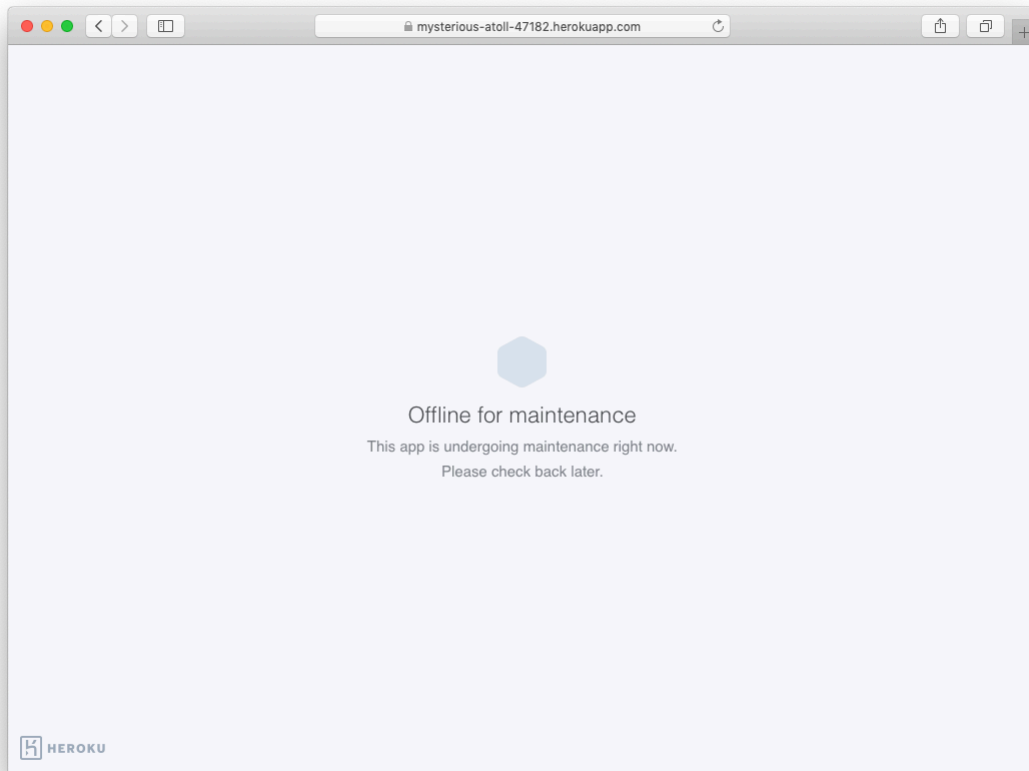 mysterious-atoll-47182.herokuapp.com
Offline for maintenance
This app is undergoing maintenance right now.
Please check back later.
HEROKU